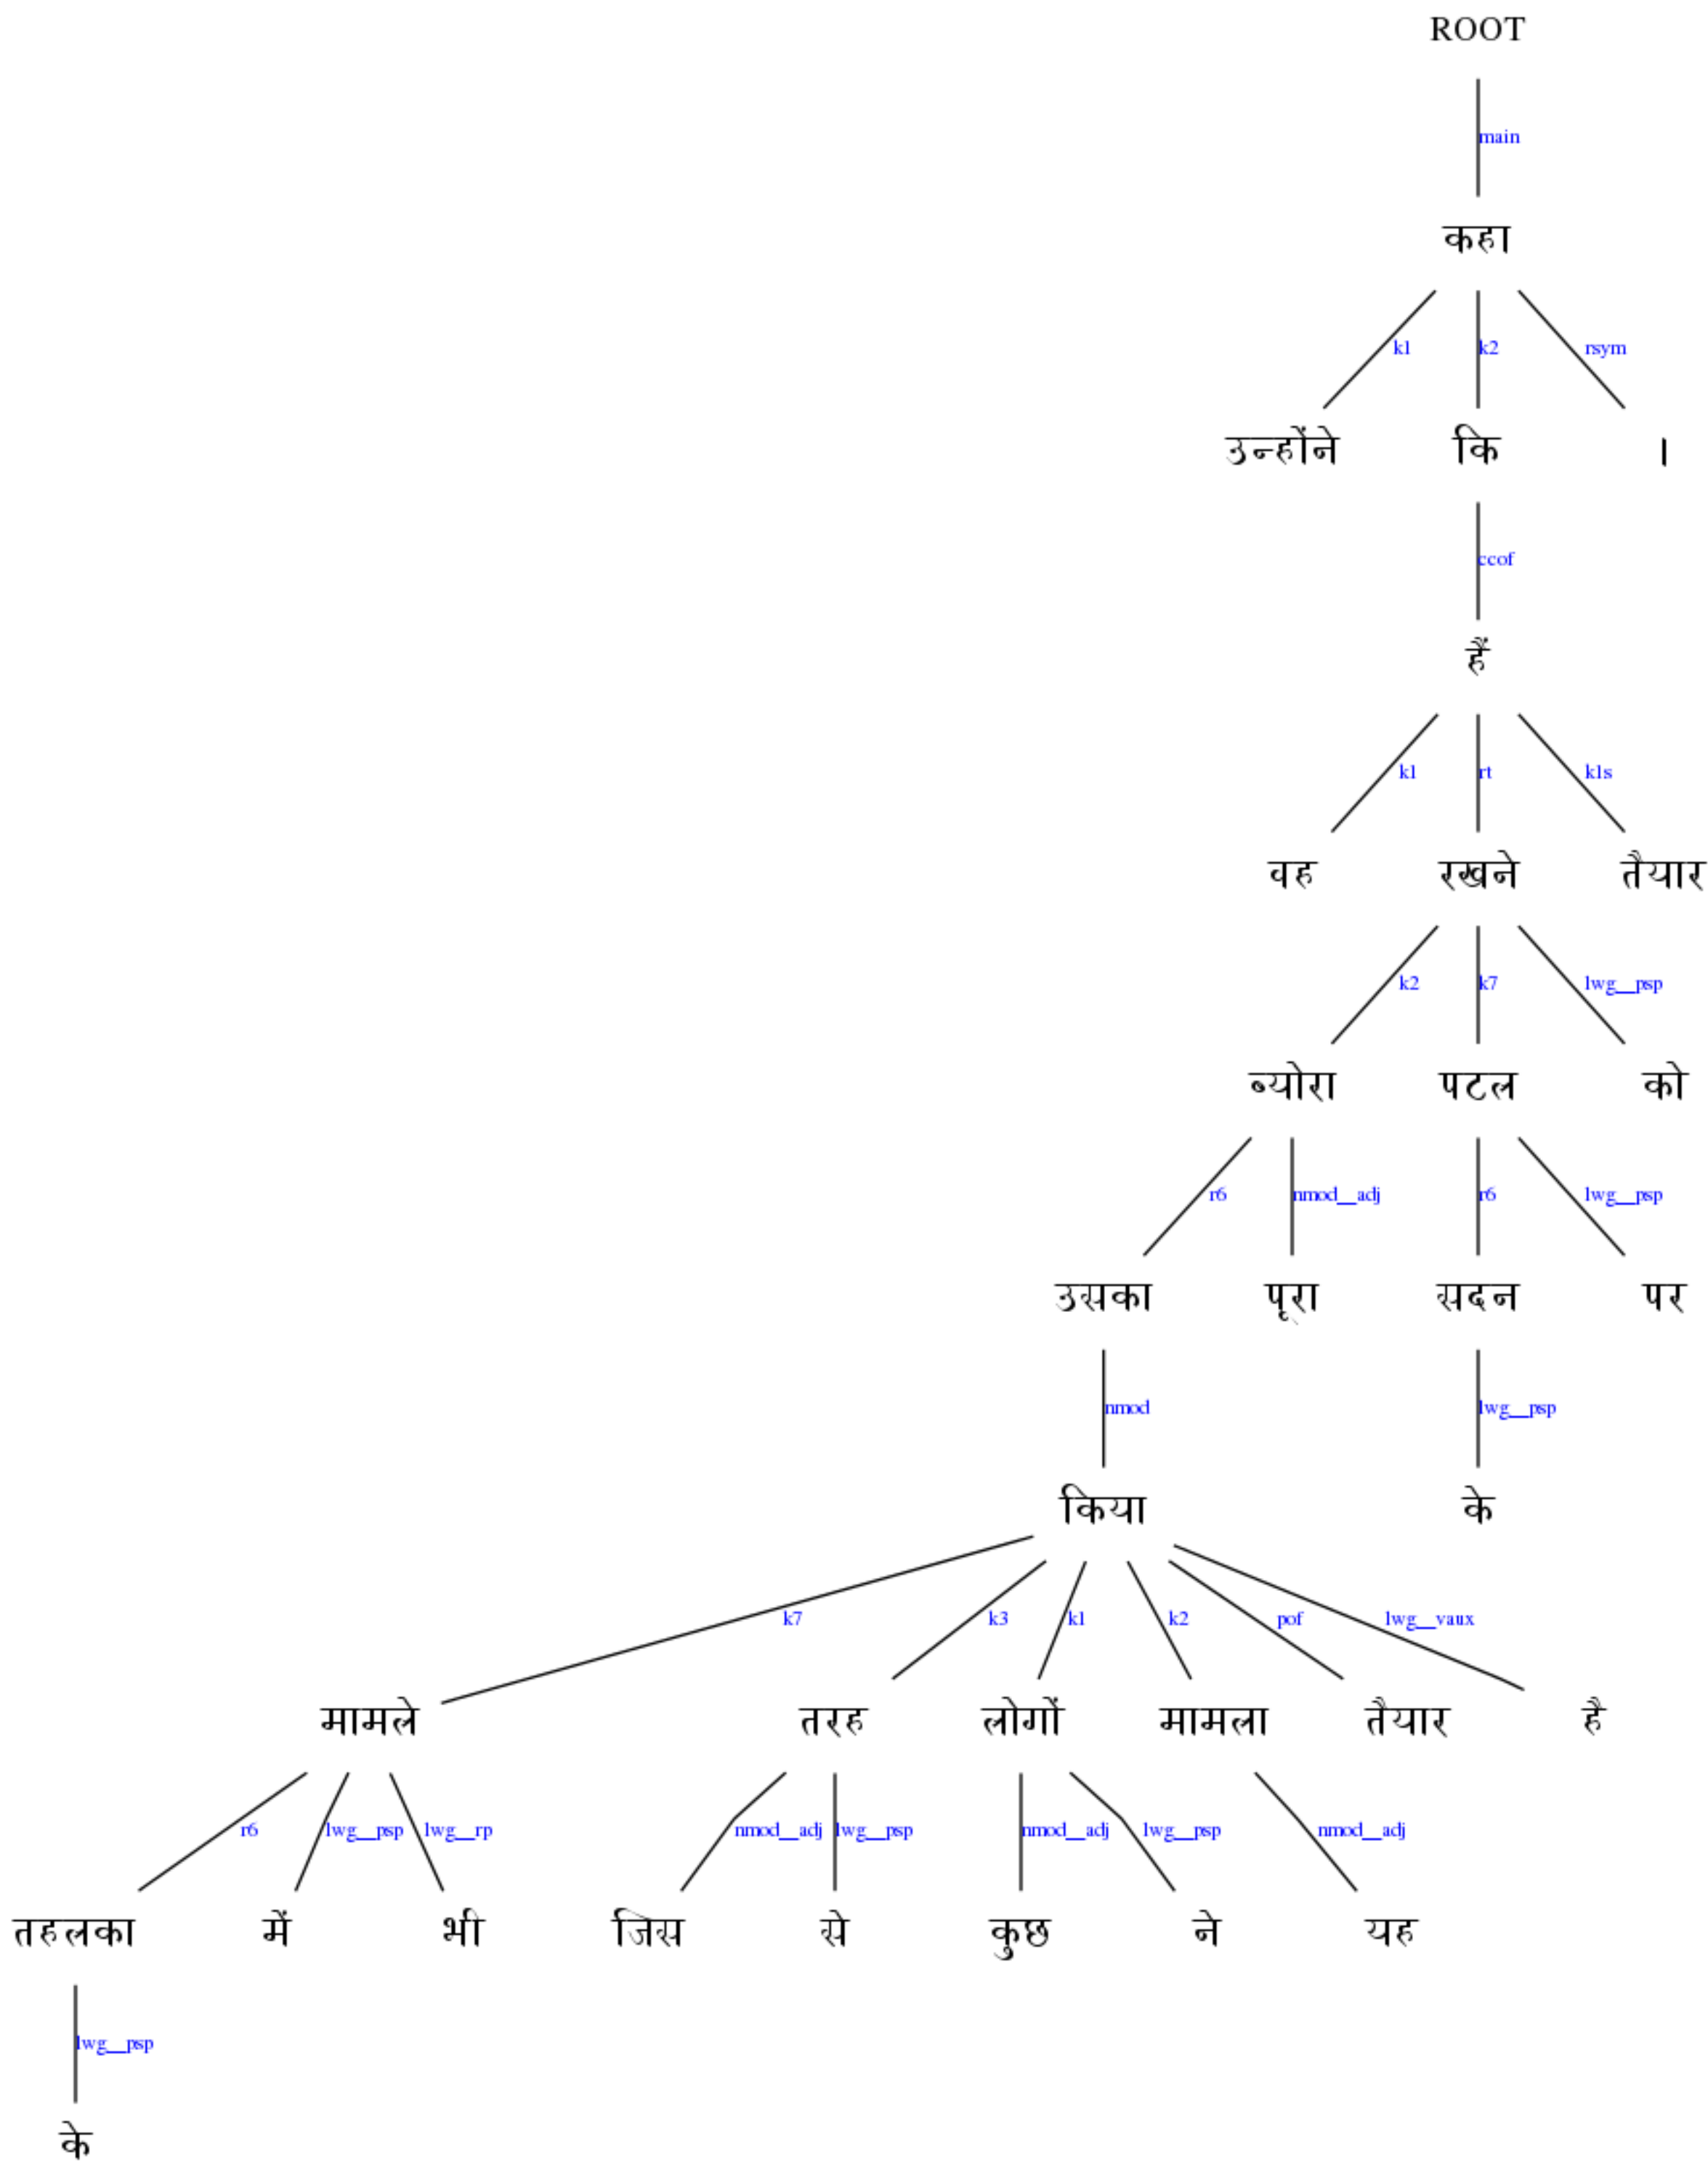 ROOT
main
कहा
k1 k2 rsym
उन्होंने कि ।
ccof
हैं
k1 rt k1s
वह रखने तैयार
k2 k7 lwg__psp
ब्योरा पटल को
r6 nmod__adj r6 lwg__psp
उसका पूरा सदन पर
nmod lwg__psp
किया के
k7 k3 k1 k2 pof lwg__vaux
मामले तरह लोगों मामला तैयार है
r6 lwg__psp lwg__rp nmod__adj lwg__psp nmod__adj lwg__psp nmod__adj
तहलका में भी जिस से कुछ ने यह
lwg__psp
के